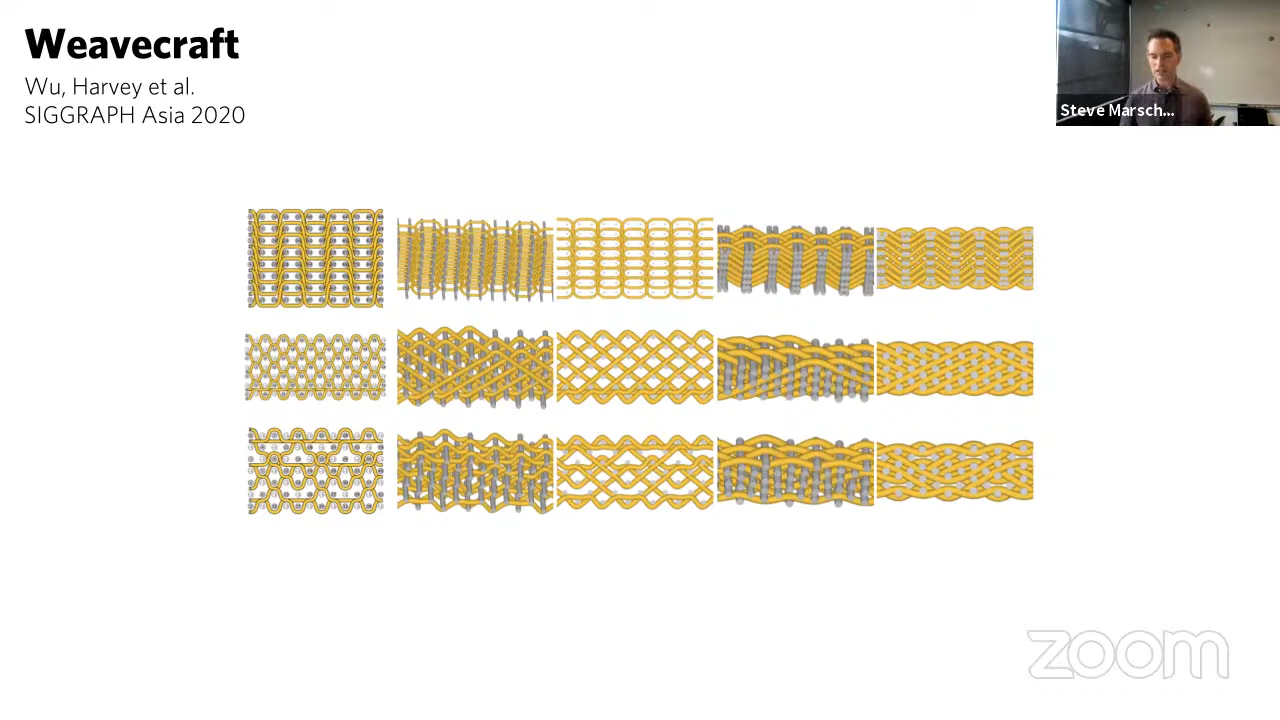 Weavecraft
Wu, Harvey et al.
SIGGRAPH Asia 2020
Steve Marsch...
zoom